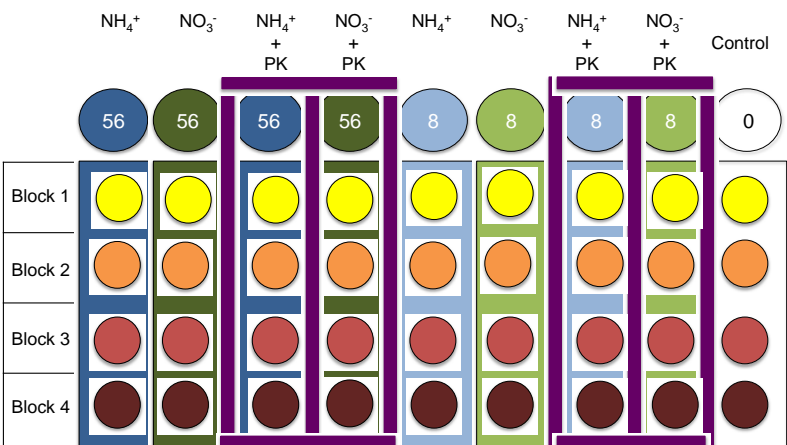 NH₄⁺ NO₃⁻ NH₄⁺ NO₃⁻ NH₄⁺ NO₃⁻ NH₄⁺ NO₃⁻
+ + + +
PK PK PK PK
Control
56 56 56 56 8 8 8 8 0
Block 1
Block 2
Block 3
Block 4